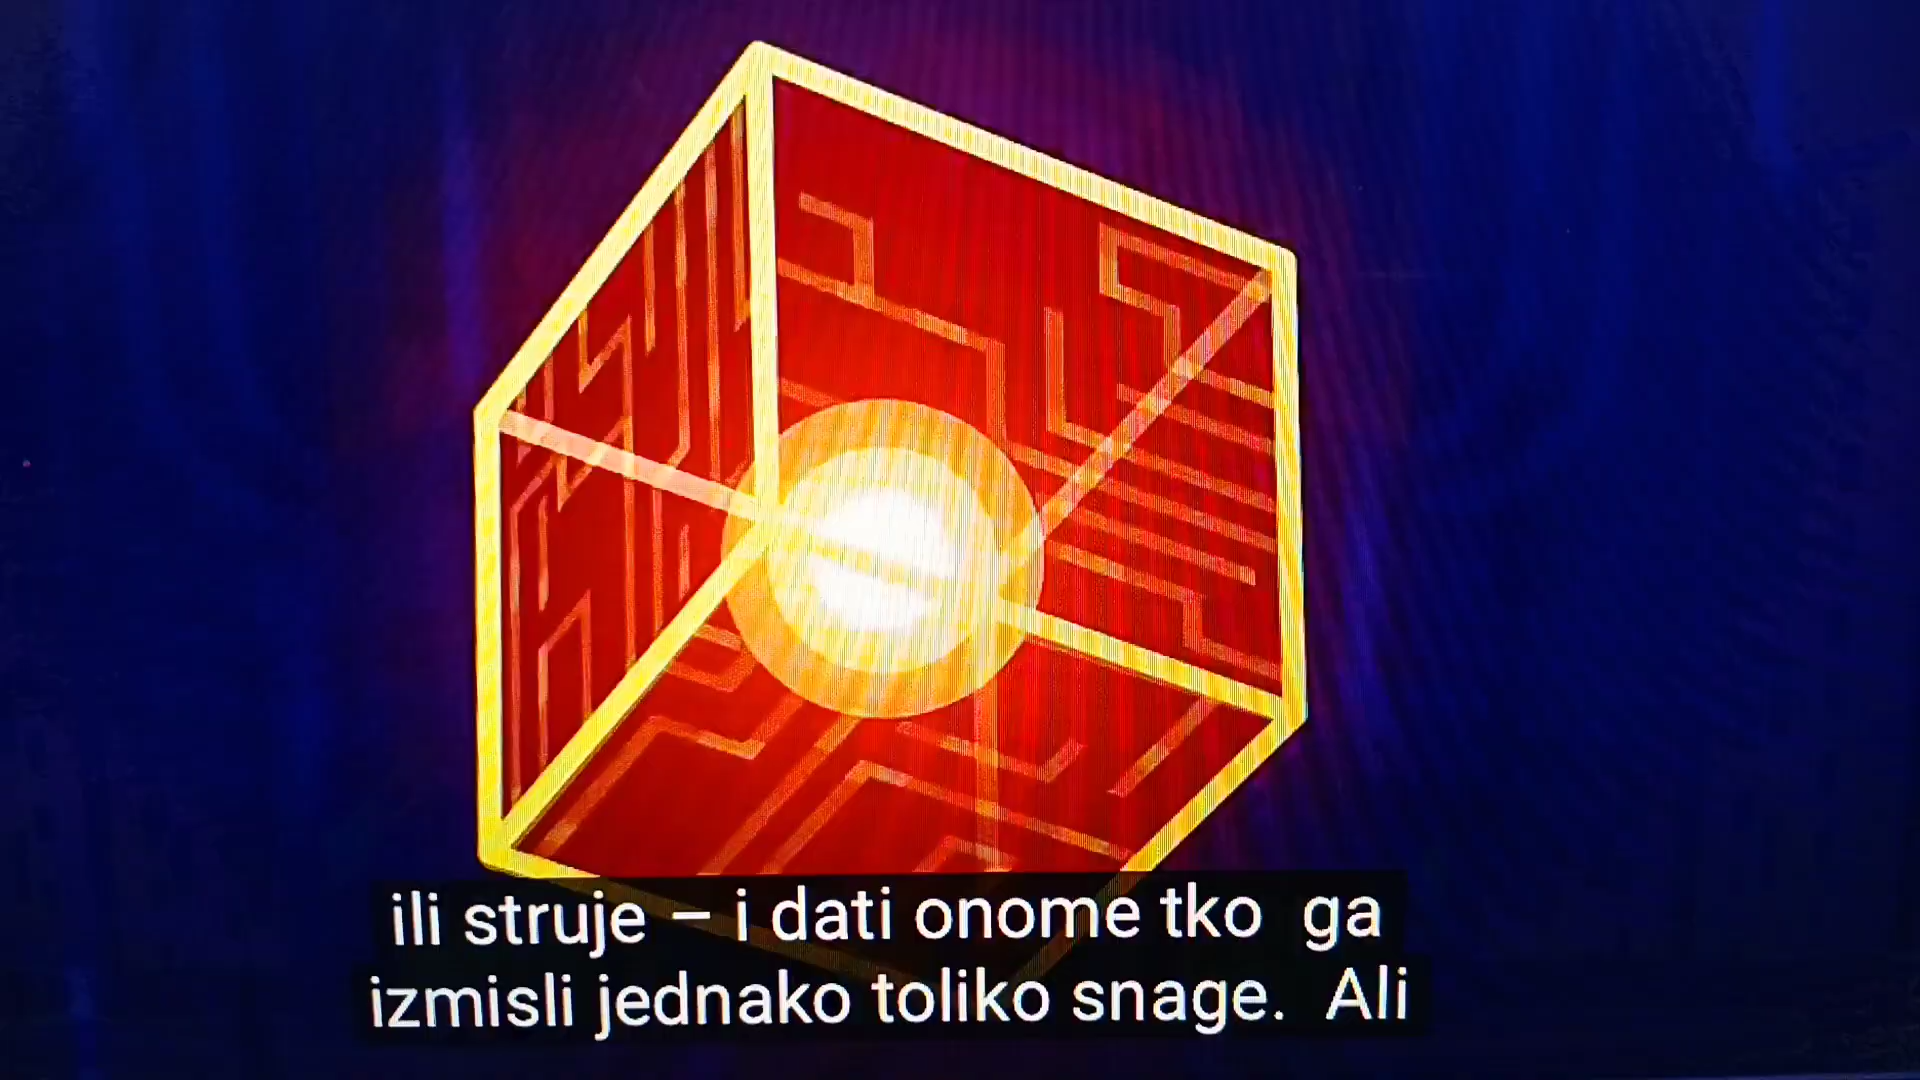 ili struje – i dati onome tko ga
izmisli jednako toliko snage. Ali